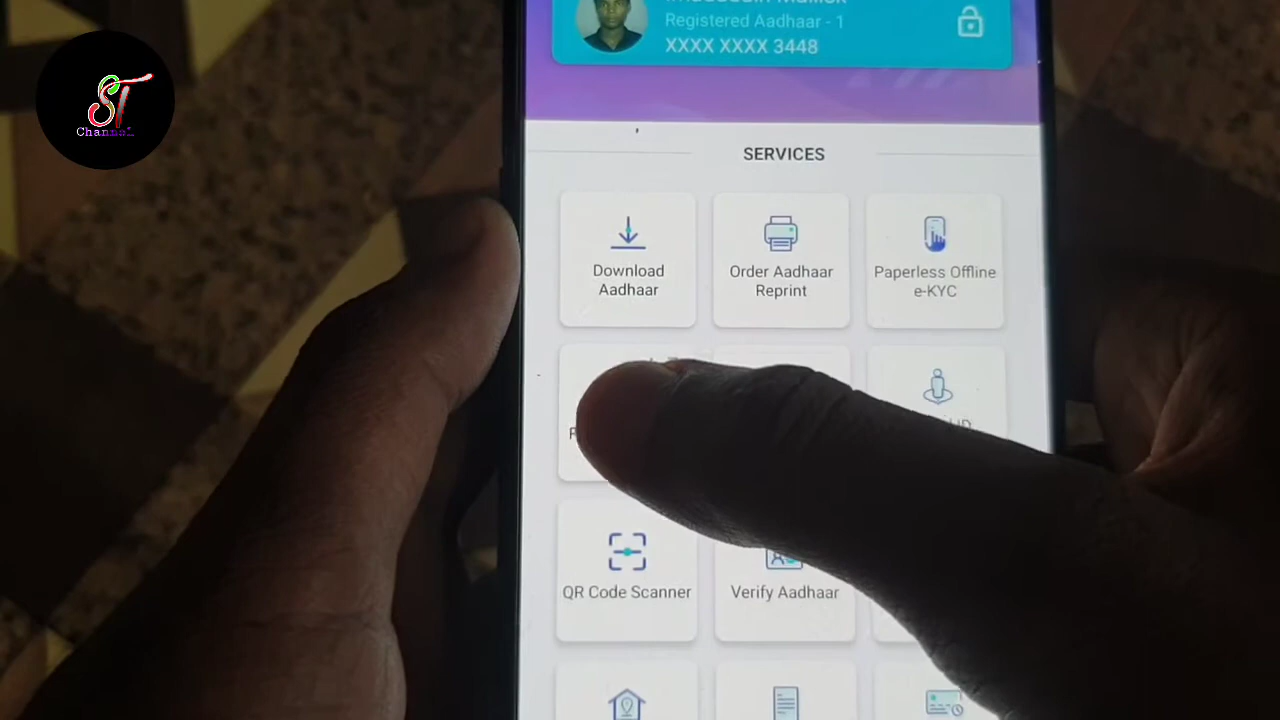 Registered Aadhaar - 1
XXXX XXXX 3448
ST
Channel
SERVICES
Download
Aadhaar
Order Aadhaar
Reprint
Paperless Offline
e-KYC
QR Code Scanner
Verify Aadhaar